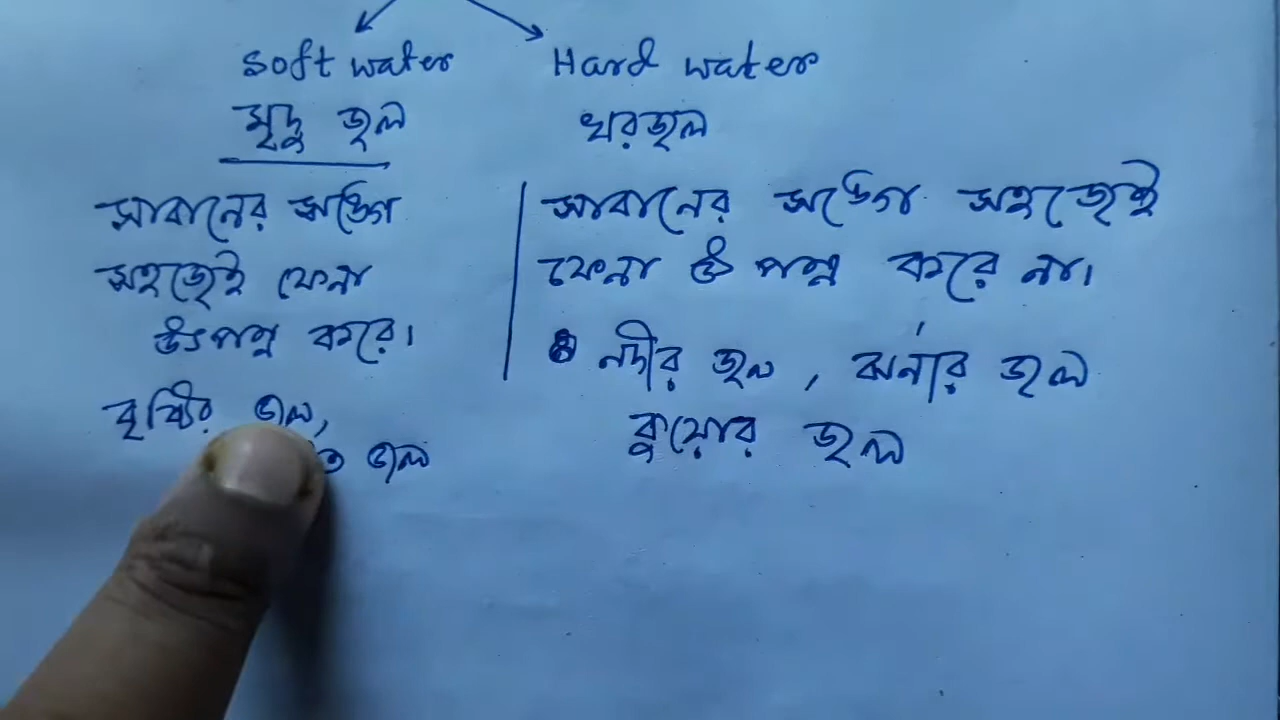 Soft water
Hard water
মৃদু জল
খরজল
সাবানের সঙ্গে
সহজেই ফেনা
উৎপন্ন করে।
বৃষ্টির জল,
জল
সাবানের সঙ্গে সহজেই
ফেনা উৎপন্ন করে না।
নদীর জল, ঝর্নার জল
কুয়োর জল